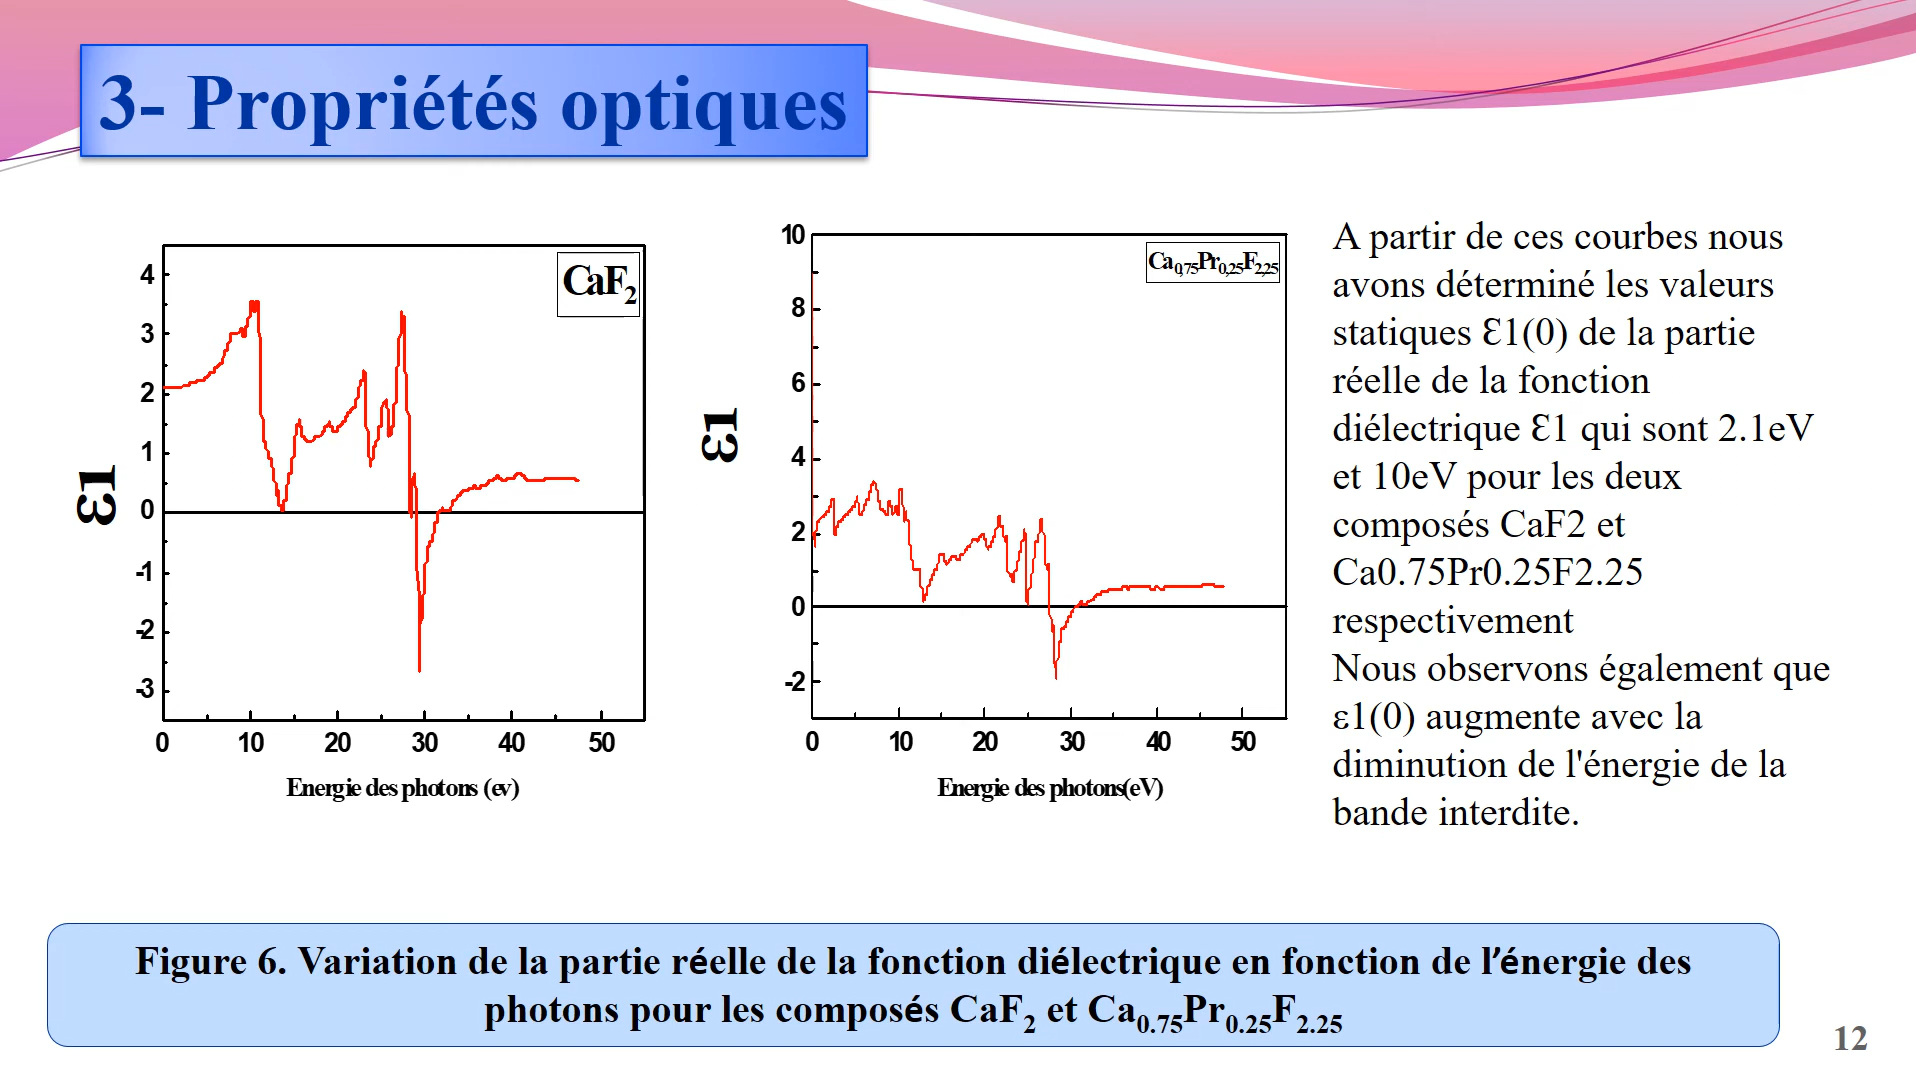 3- Propriétés optiques
4
3
2
1
0
-1
-2
-3
0 10 20 30 40 50
ε1
CaF2
Energie des photons (ev)
10
8
6
4
2
0
-2
0 10 20 30 40 50
ε1
Ca0,75Pr0,25F2,25
Energie des photons(eV)
A partir de ces courbes nous
avons déterminé les valeurs
statiques Ɛ1(0) de la partie
réelle de la fonction
diélectrique Ɛ1 qui sont 2.1eV
et 10eV pour les deux
composés CaF2 et
Ca0.75Pr0.25F2.25
respectivement
Nous observons également que
ε1(0) augmente avec la
diminution de l'énergie de la
bande interdite.
Figure 6. Variation de la partie réelle de la fonction diélectrique en fonction de l’énergie des
photons pour les composés CaF2 et Ca0.75Pr0.25F2.25
12